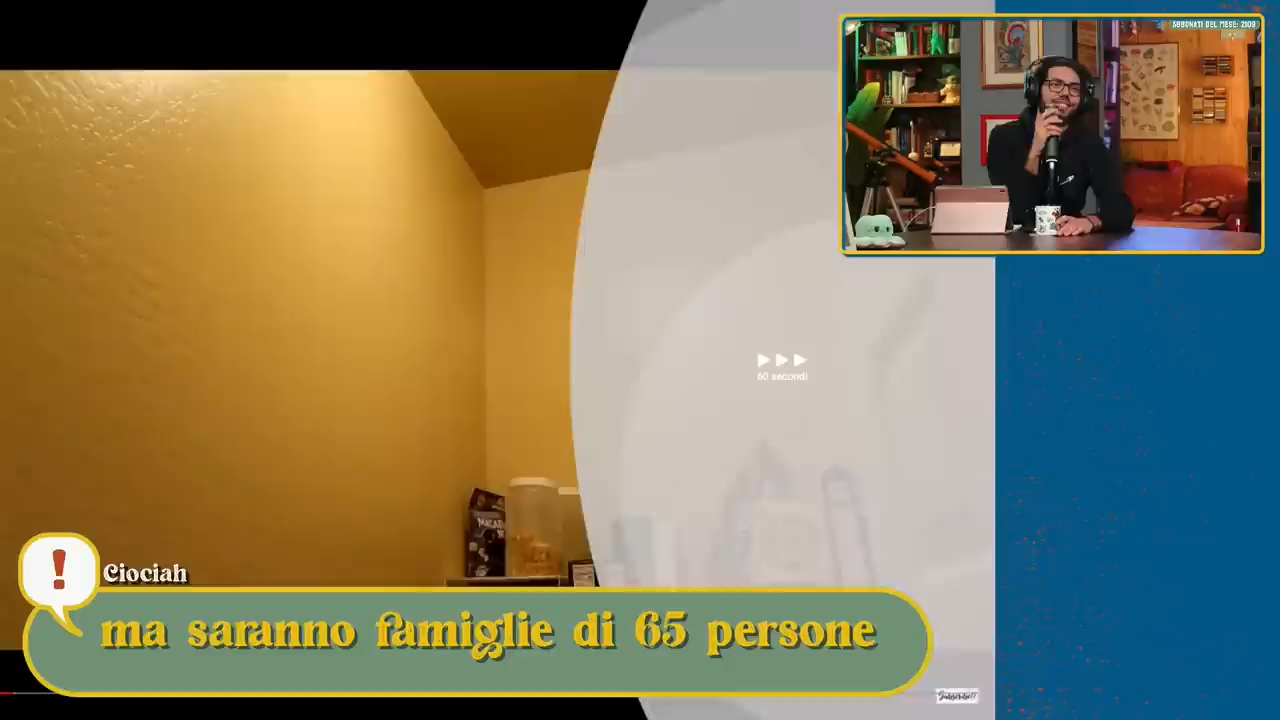 ABBONATI DEL MESE: 2109
60 secondi
!
Ciociah
ma saranno famiglie di 65 persone